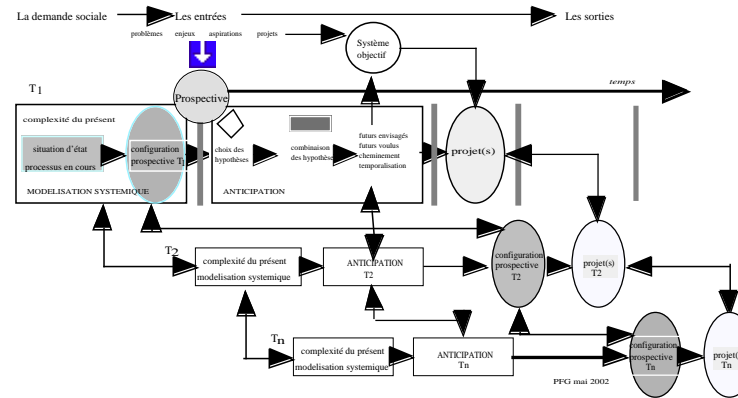 La demande sociale
Les entrées
Les sorties
problèmes enjeux aspirations projets
Système
objectif
T1
Prospective
temps
complexité du présent
situation d'état
processus en cours
configuration
prospective T1
MODELISATION SYSTEMIQUE
choix des
hypothèses
combinaison
des hypothèses
futurs envisagés
futurs voulus
cheminement
temporalisation
ANTICIPATION
projet(s)
T2
complexité du présent
modelisation systemique
ANTICIPATION
T2
configuration
prospective
T2
projet(s)
T2
Tn
complexité du présent
modelisation systemique
ANTICIPATION
Tn
configuration
prospective
Tn
projet(
Tn
PFG mai 2002